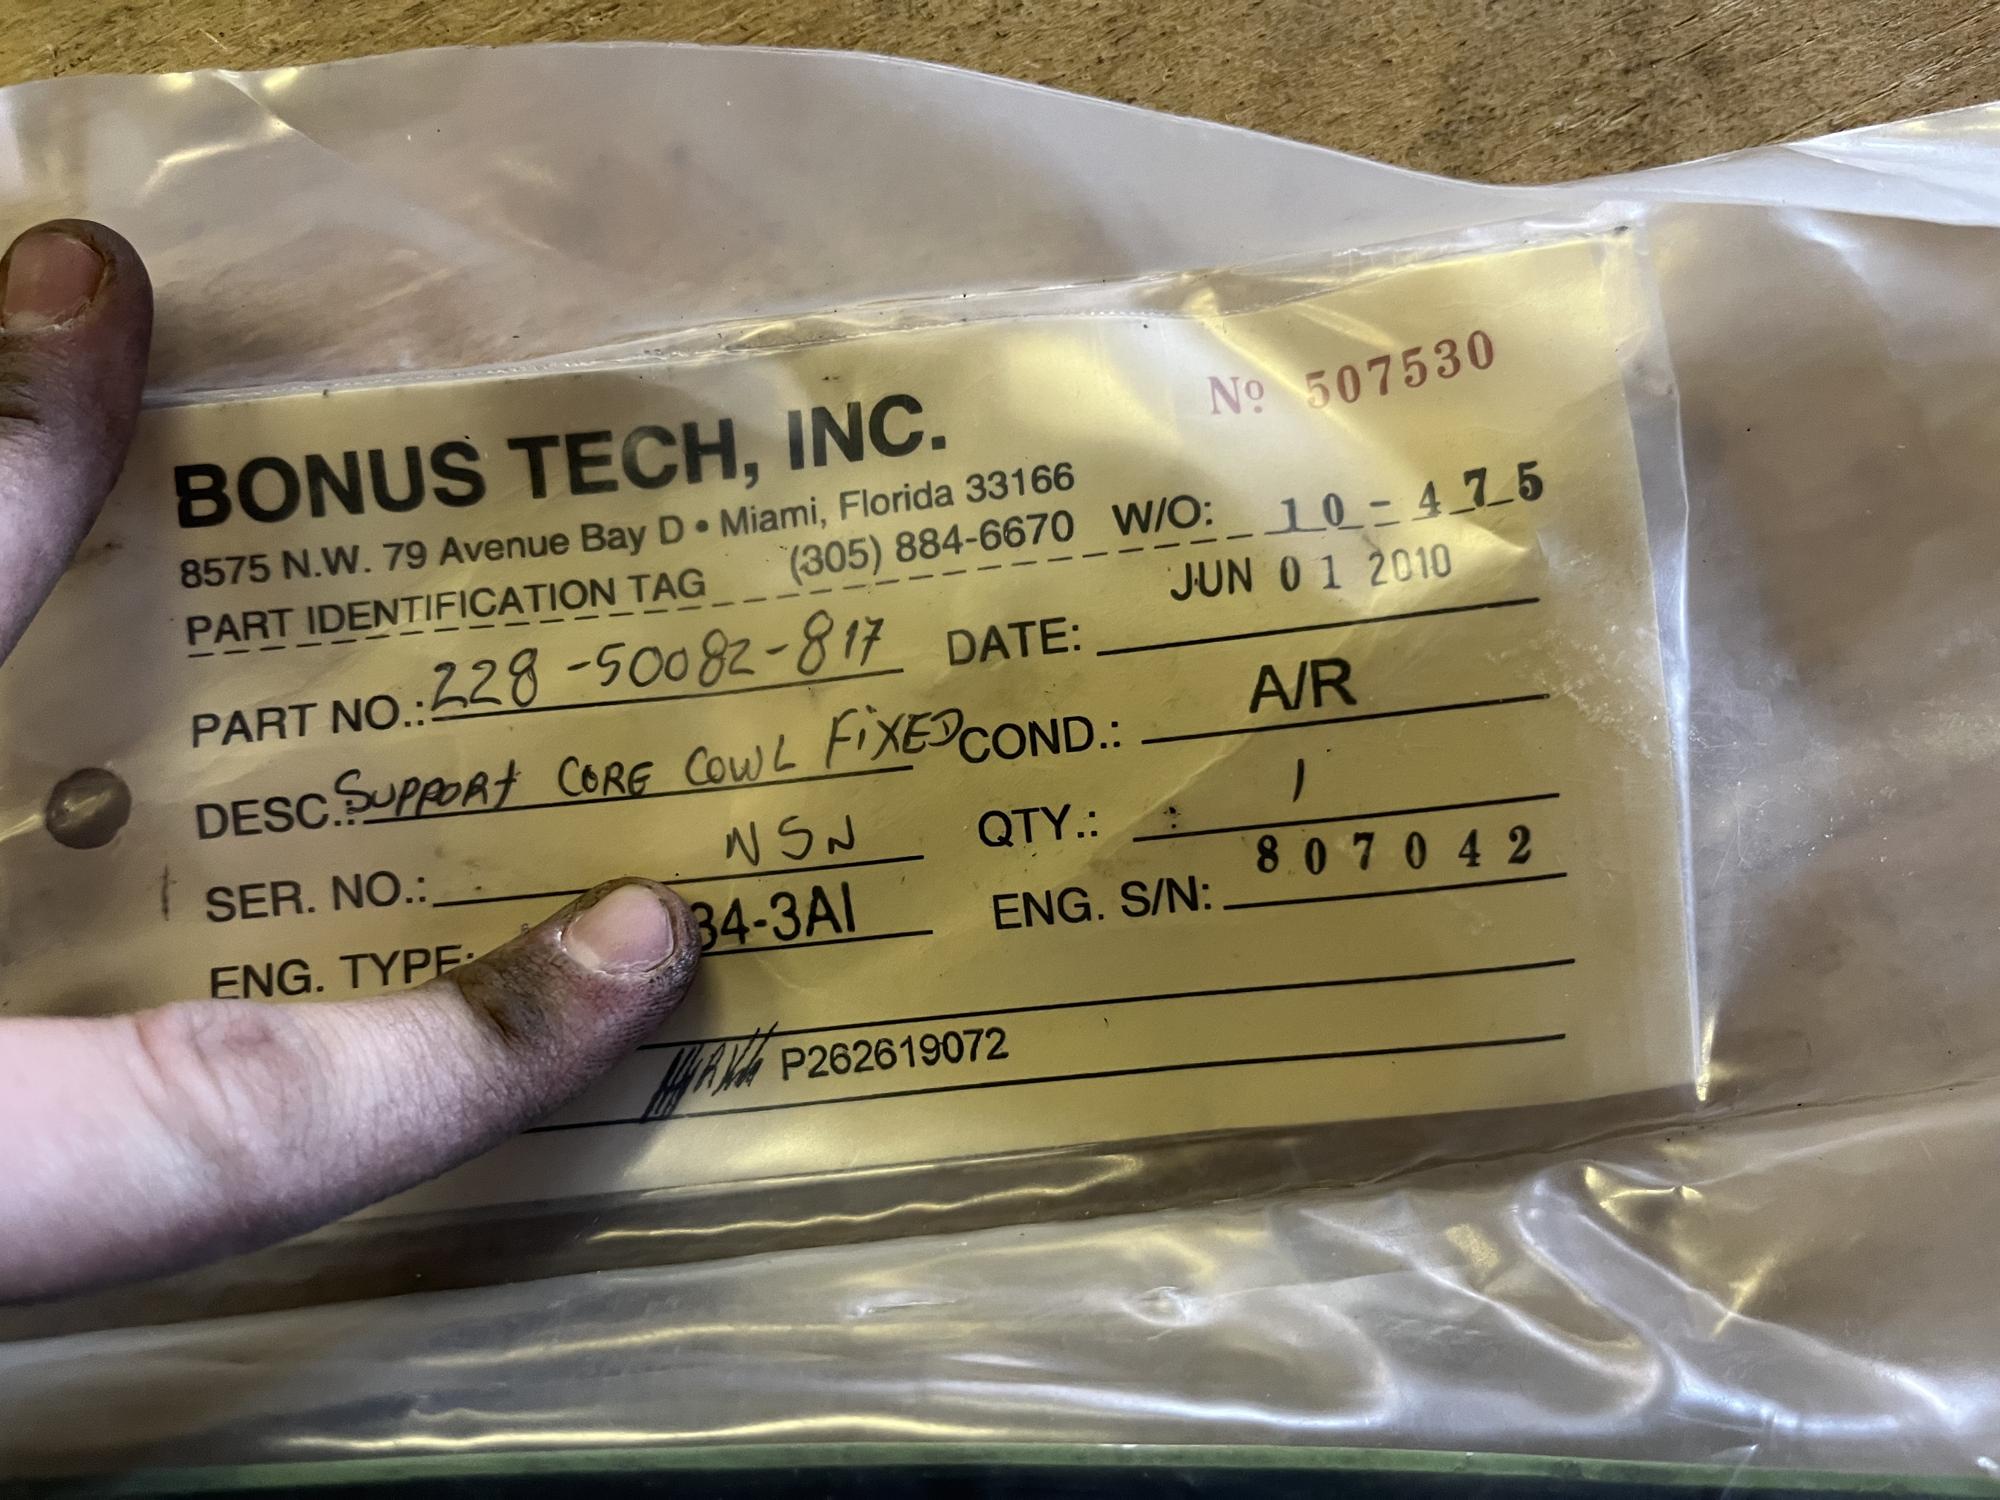 Nº 507530
BONUS TECH, INC.
8575 N.W. 79 Avenue Bay D • Miami, Florida 33166
(305) 884-6670 W/O: 10-475
PART IDENTIFICATION TAG
PART NO.: 228-50082-817 DATE: JUN 01 2010
DESC.: SUPPORT CORE COWL FIXED COND.: A/R
SER. NO.: NSN QTY.: 1
ENG. TYPE: 34-3A1 ENG. S/N: 807042
P262619072